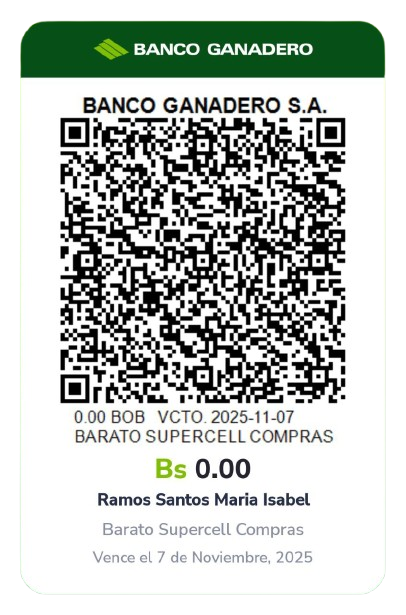 BANCO GANADERO
BANCO GANADERO S.A.
0.00 BOB VCTO. 2025-11-07
BARATO SUPERCELL COMPRAS
Bs 0.00
Ramos Santos Maria Isabel
Barato Supercell Compras
Vence el 7 de Noviembre, 2025